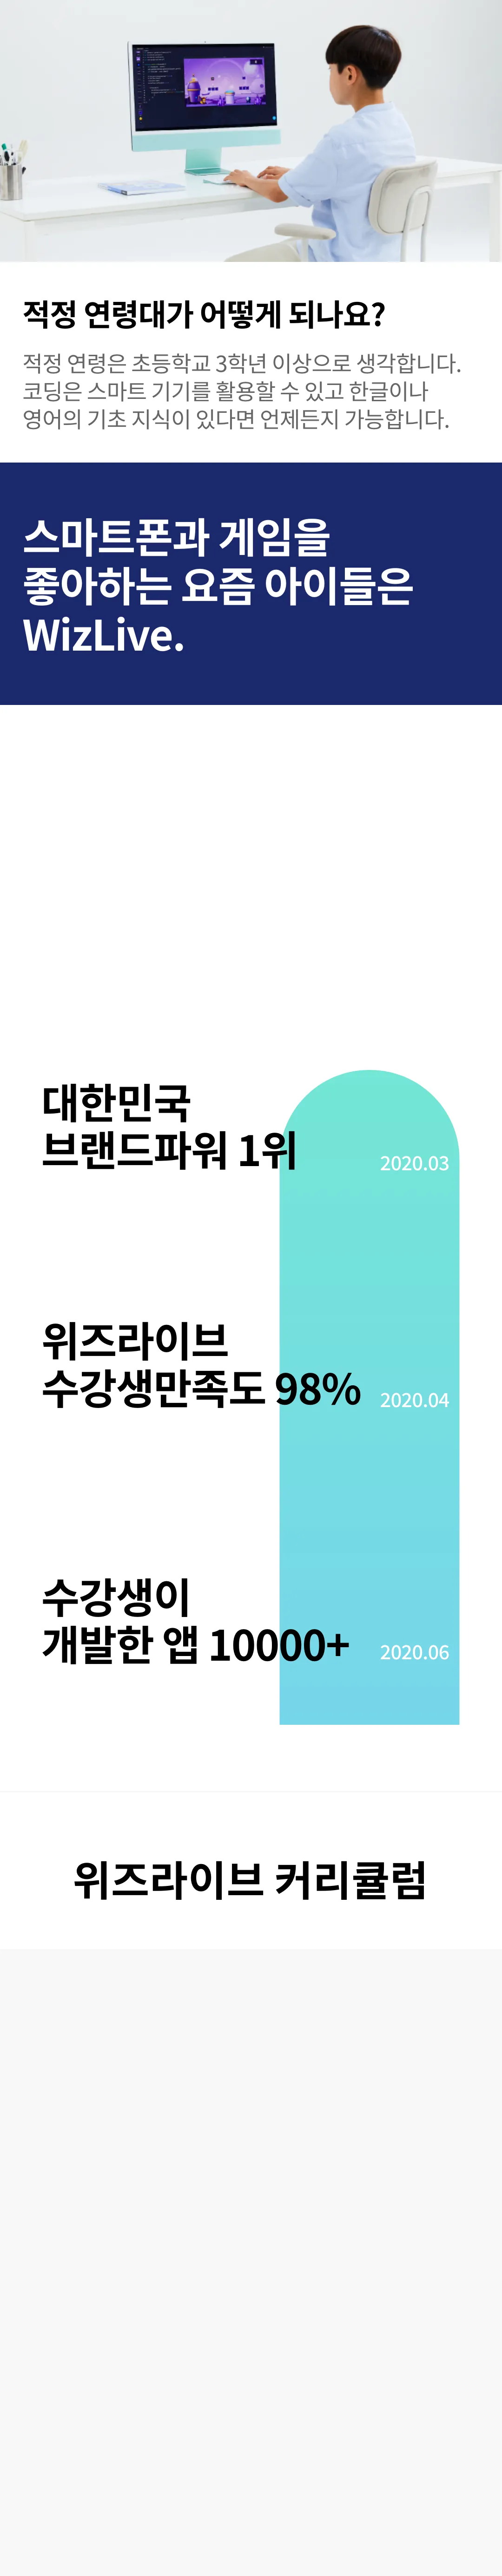 적정 연령대가 어떻게 되나요?
적정 연령은 초등학교 3학년 이상으로 생각합니다.
코딩은 스마트 기기를 활용할 수 있고 한글이나
영어의 기초 지식이 있다면 언제든지 가능합니다.
스마트폰과 게임을
좋아하는 요즘 아이들은
WizLive.
대한민국
브랜드파워 1위
2020.03
위즈라이브
수강생만족도 98%
2020.04
수강생이
개발한 앱 10000+
2020.06
위즈라이브 커리큘럼